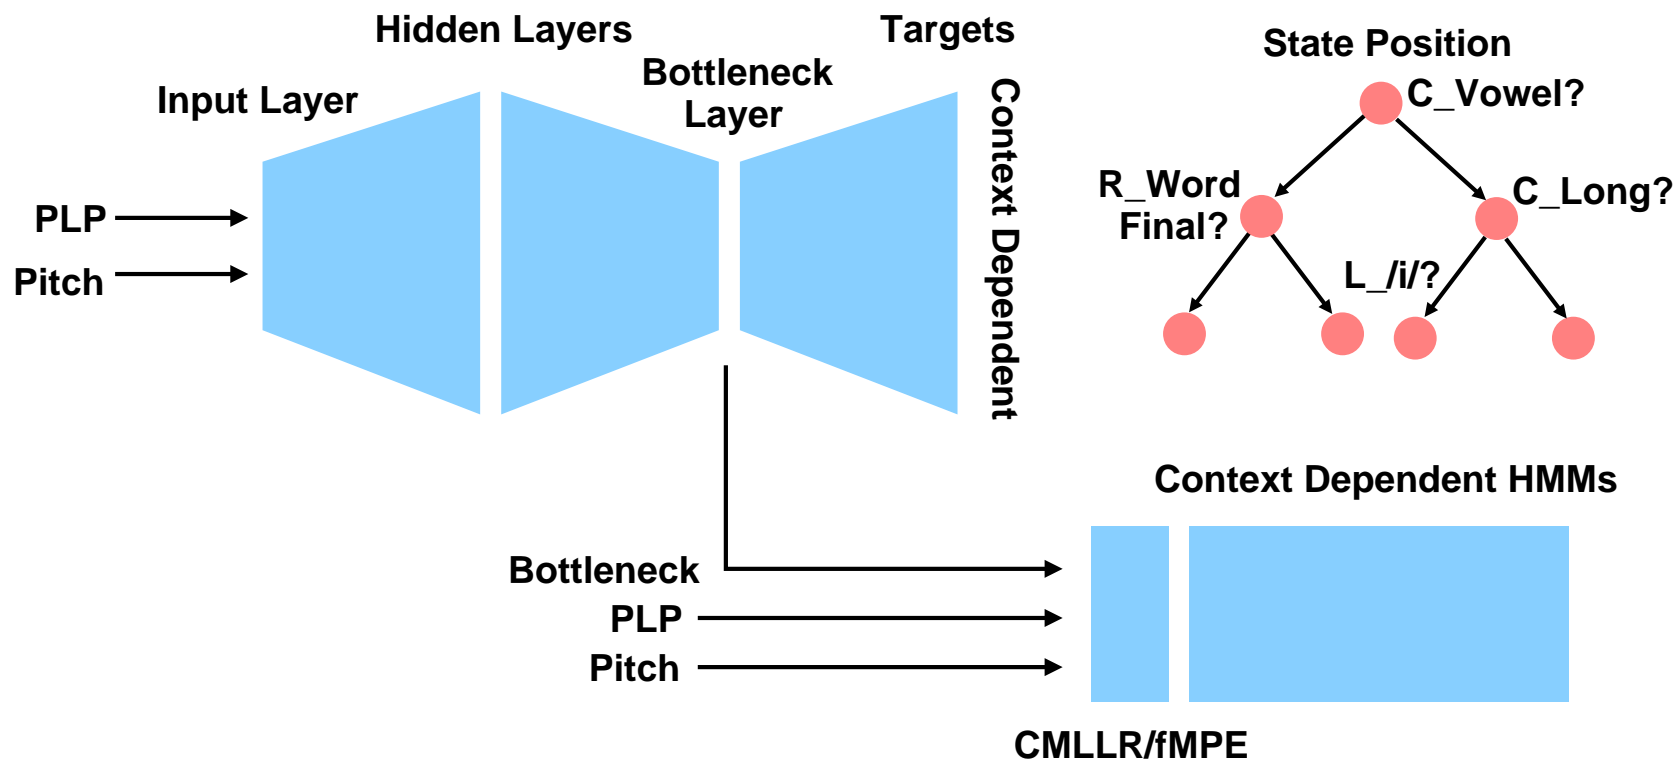 Hidden Layers
Targets
State Position
Bottleneck
Layer
Input Layer
C_Vowel?
Context Dependent
R_Word
Final?
C_Long?
PLP
Pitch
L_/i/?
Context Dependent HMMs
Bottleneck
PLP
Pitch
CMLLR/fMPE